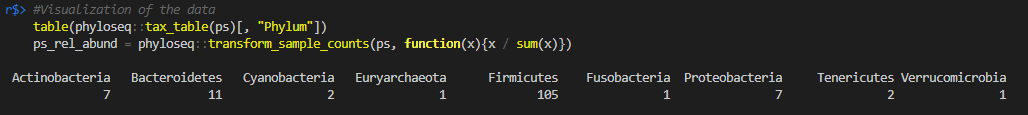 r$> #Visualization of the data
table(phyloseq::tax_table(ps)[, "Phylum"])
ps_rel_abund = phyloseq::transform_sample_counts(ps, function(x){x / sum(x)})
Actinobacteria Bacteroidetes Cyanobacteria Euryarchaeota Firmicutes Fusobacteria Proteobacteria Tenericutes Verrucomicrobia
7 11 2 1 105 1 7 2 1